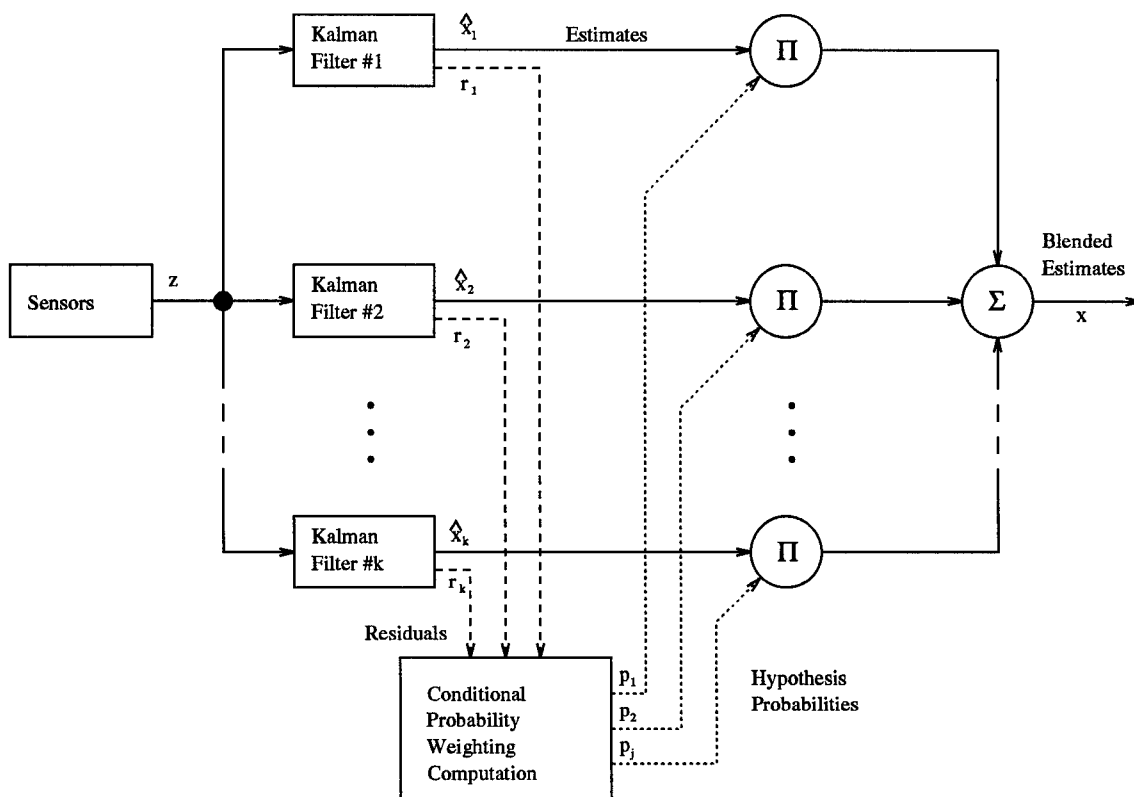 Kalman
Filter #1
x̂₁
Estimates
r₁
Π
Sensors
z
Kalman
Filter #2
x̂₂
r₂
Π
Σ
Blended
Estimates
x
Kalman
Filter #k
x̂ₖ
rₖ
Π
Residuals
Conditional
Probability
Weighting
Computation
p₁
p₂
pⱼ
Hypothesis
Probabilities